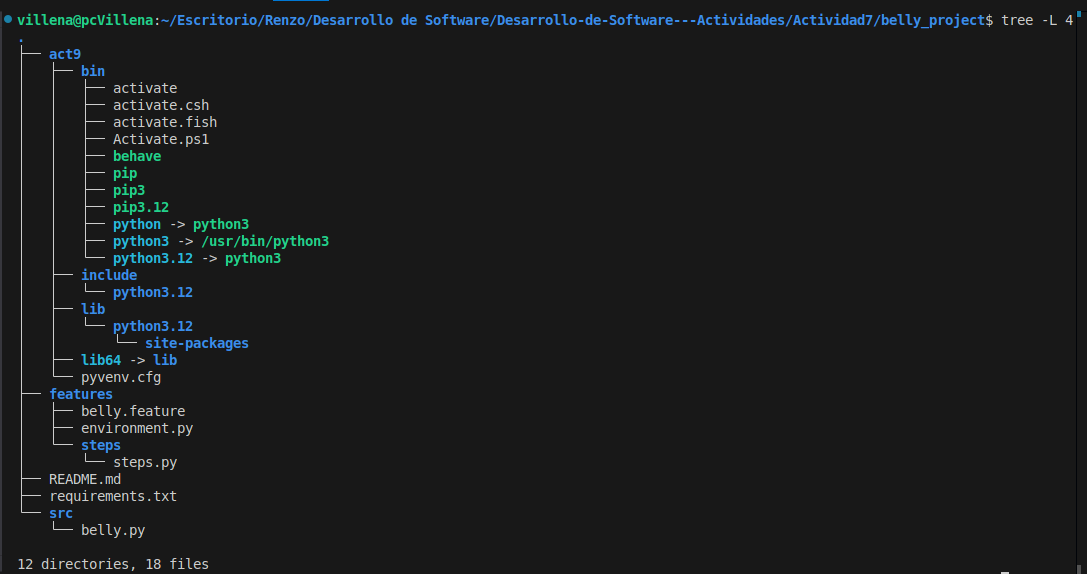 villena@pcVillena:~/Escritorio/Renzo/Desarrollo de Software/Desarrollo-de-Software---Actividades/Actividad7/belly_project$ tree -L 4
.
├── act9
│   ├── bin
│   │   ├── activate
│   │   ├── activate.csh
│   │   ├── activate.fish
│   │   ├── Activate.ps1
│   │   ├── behave
│   │   ├── pip
│   │   ├── pip3
│   │   ├── pip3.12
│   │   ├── python -> python3
│   │   ├── python3 -> /usr/bin/python3
│   │   └── python3.12 -> python3
│   ├── include
│   │   └── python3.12
│   ├── lib
│   │   └── python3.12
│   │       └── site-packages
│   ├── lib64 -> lib
│   └── pyvenv.cfg
├── features
│   ├── belly.feature
│   ├── environment.py
│   └── steps
│       └── steps.py
├── README.md
├── requirements.txt
└── src
    └── belly.py

12 directories, 18 files